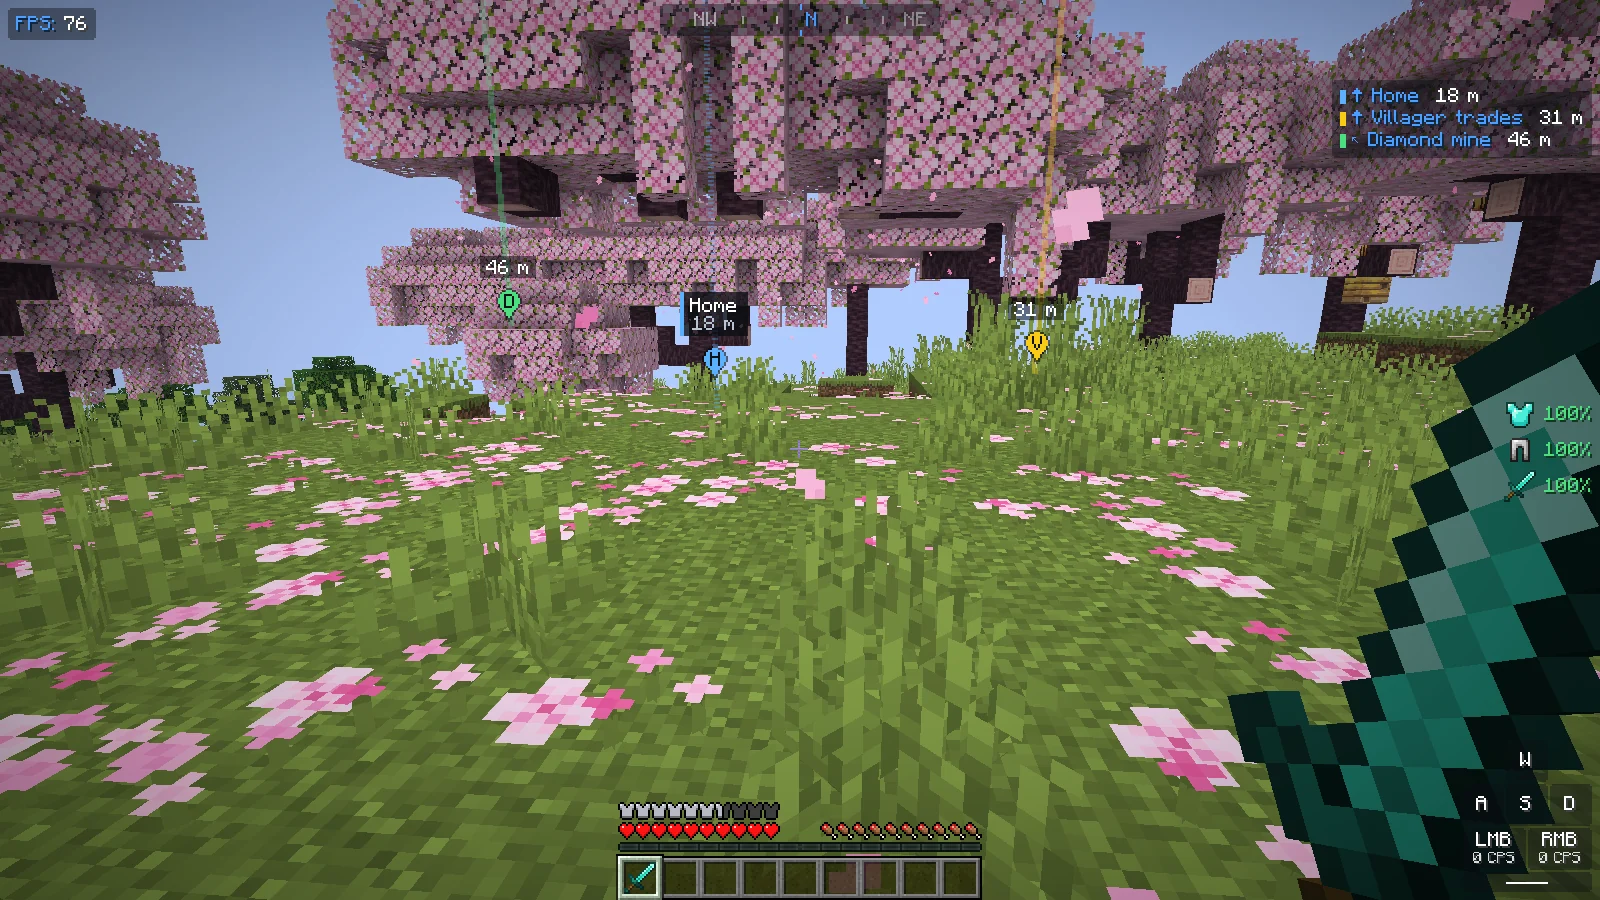 FPS: 76
NW N NE
↑ Home 18 m
↑ Villager trades 31 m
↖ Diamond mine 46 m
46 m
D
Home
18 m
H
31 m
V
100%
100%
100%
W
A S D
LMB RMB
0 CPS 0 CPS